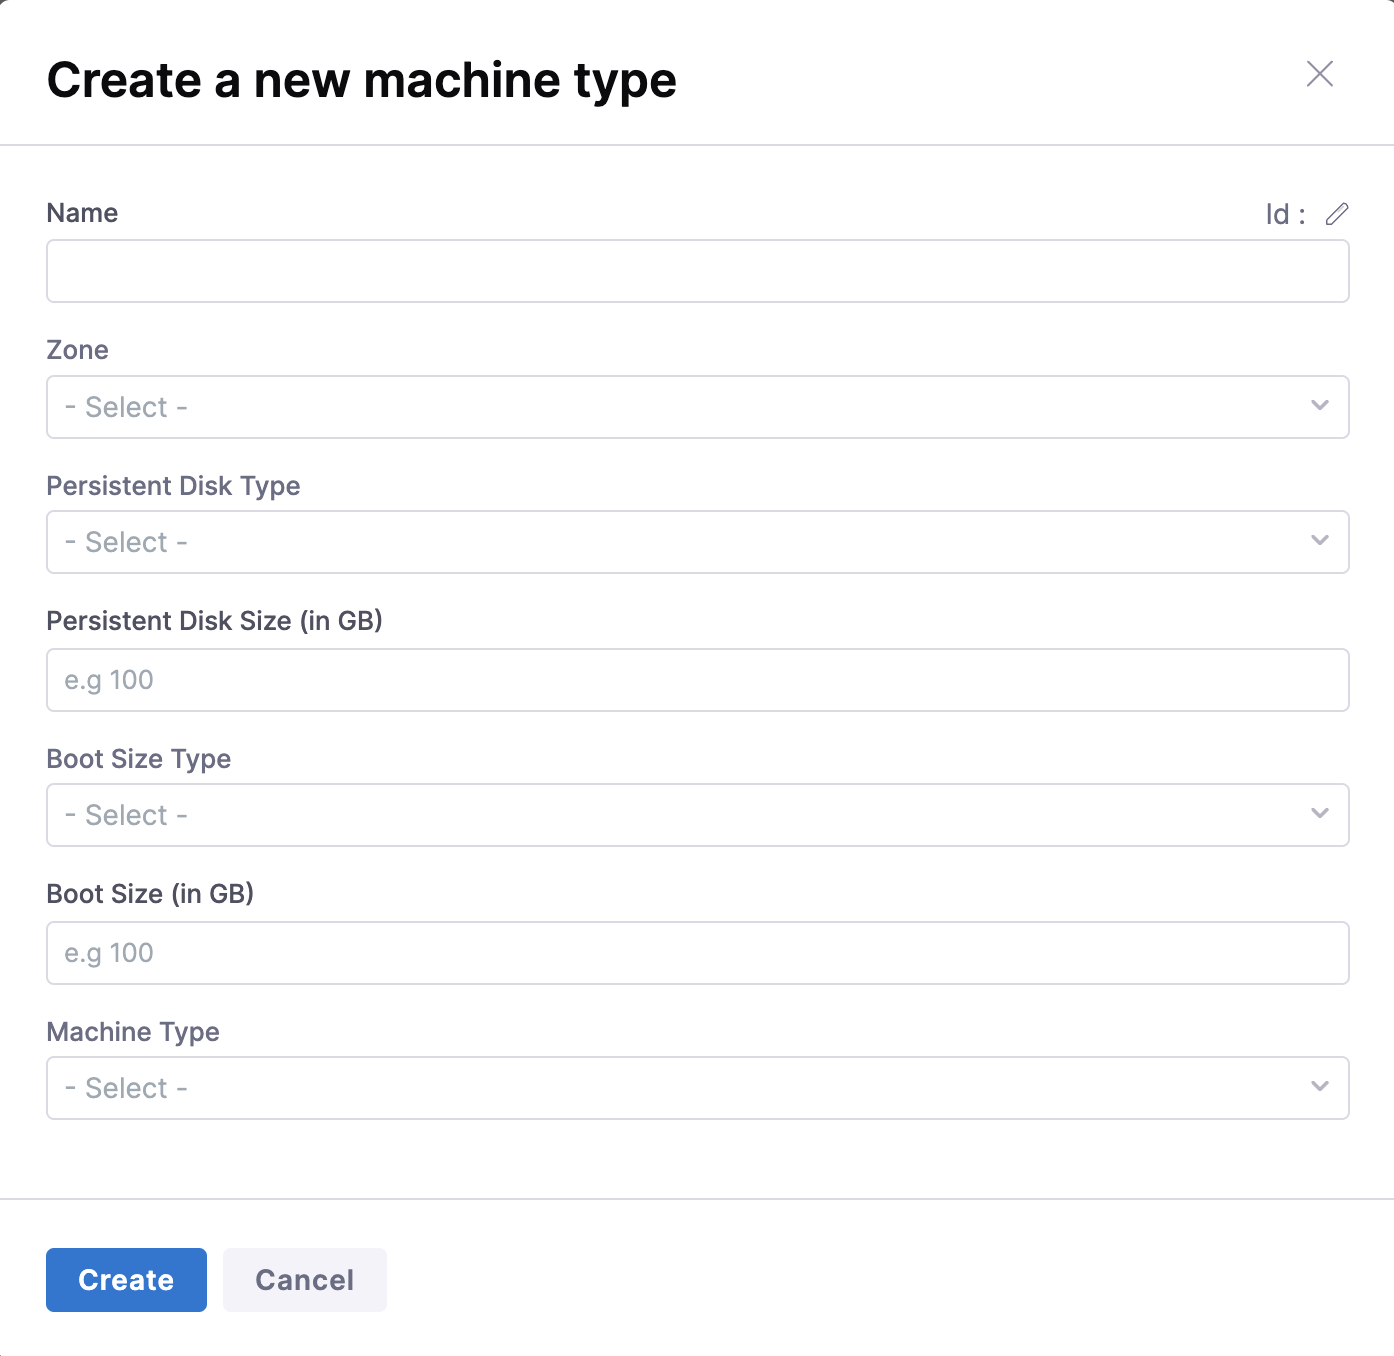 Create a new machine type
Name
Id :
Zone
- Select -
Persistent Disk Type
- Select -
Persistent Disk Size (in GB)
e.g 100
Boot Size Type
- Select -
Boot Size (in GB)
e.g 100
Machine Type
- Select -
Create
Cancel